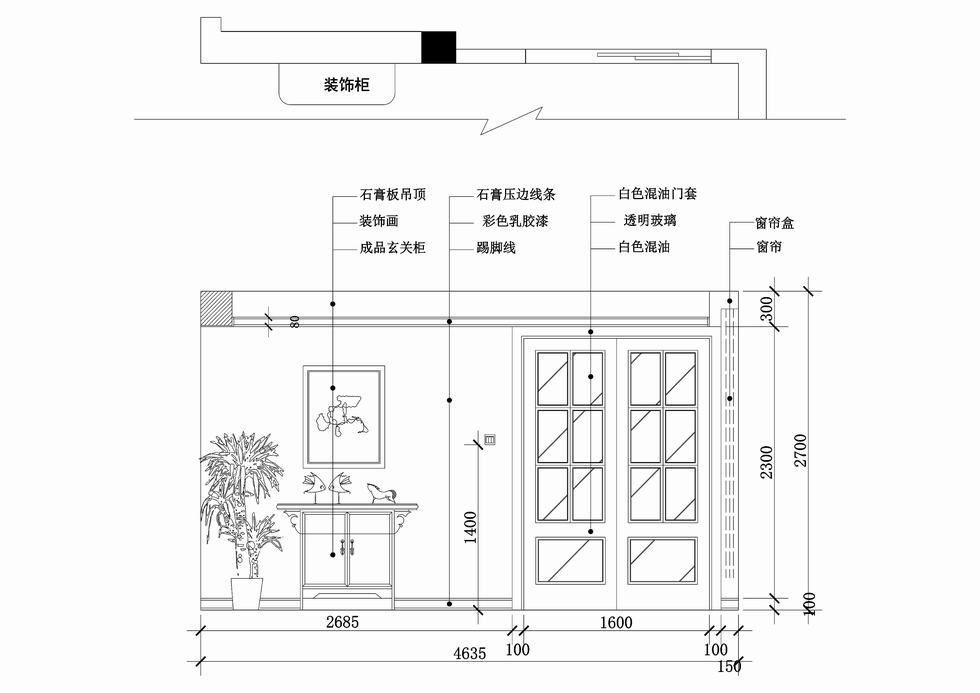 装饰柜
石膏板吊顶
装饰画
成品玄关柜
石膏压边线条
彩色乳胶漆
踢脚线
白色混油门套
透明玻璃
白色混油
窗帘盒
窗帘
80
300
2700
2300
1400
100
2685
1600
100
100
4635
150